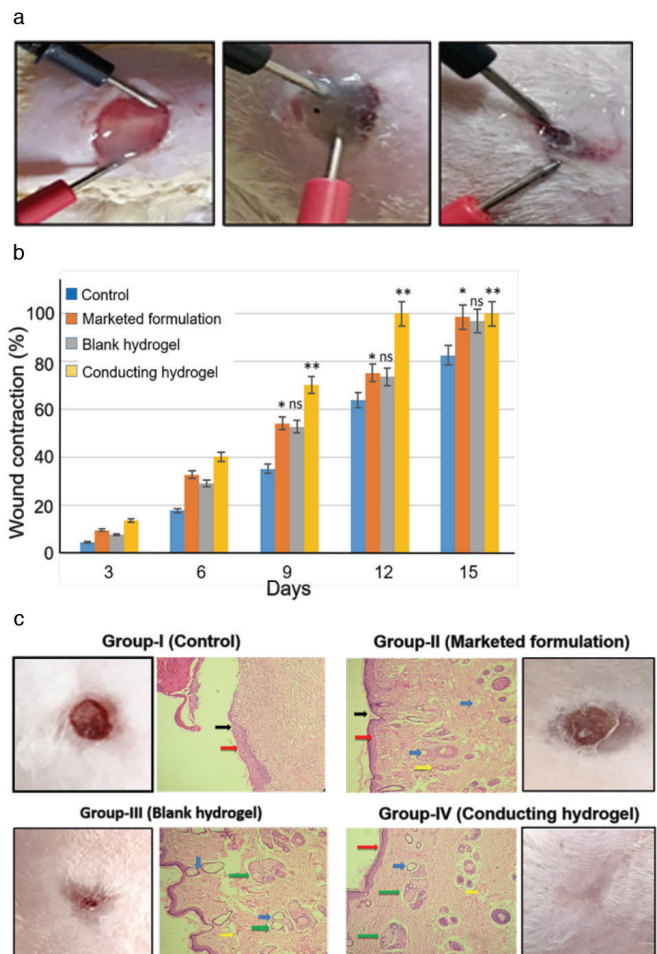 a
b
Wound contraction (%)
100
80
60
40
20
0
Control
Marketed formulation
Blank hydrogel
Conducting hydrogel
* ns
**
* ns
**
*
ns
**
3 6 9 12 15
Days
c
Group-I (Control)
Group-II (Marketed formulation)
Group-III (Blank hydrogel)
Group-IV (Conducting hydrogel)